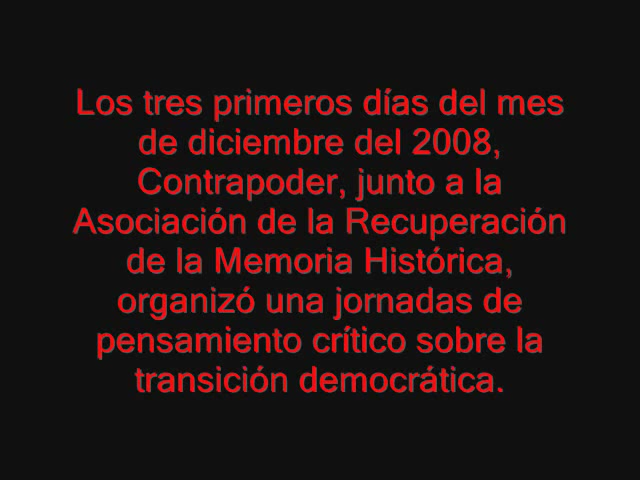 Los tres primeros días del mes
de diciembre del 2008,
Contrapoder, junto a la
Asociación de la Recuperación
de la Memoria Histórica,
organizó una jornadas de
pensamiento crítico sobre la
transición democrática.